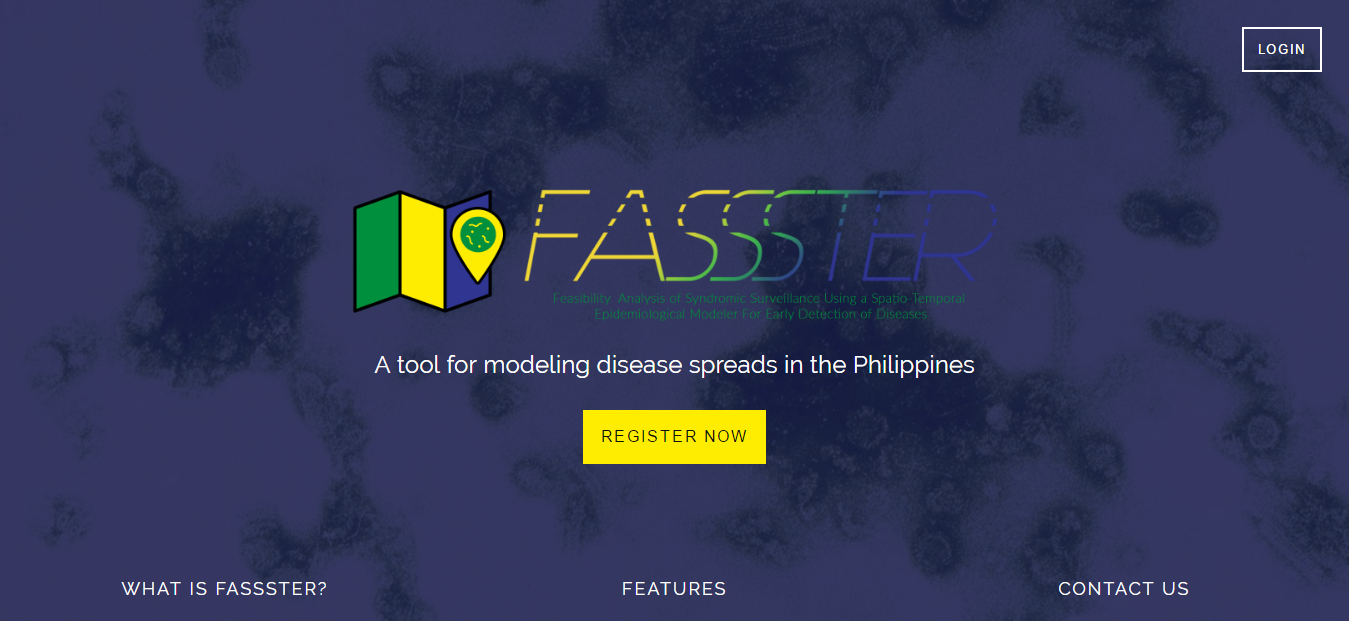 LOGIN
FASSSTER
Feasibility Analysis of Syndromic Surveillance Using a Spatio-Temporal
Epidemiological Modeler For Early Detection of Diseases
A tool for modeling disease spreads in the Philippines
REGISTER NOW
WHAT IS FASSSTER?
FEATURES
CONTACT US